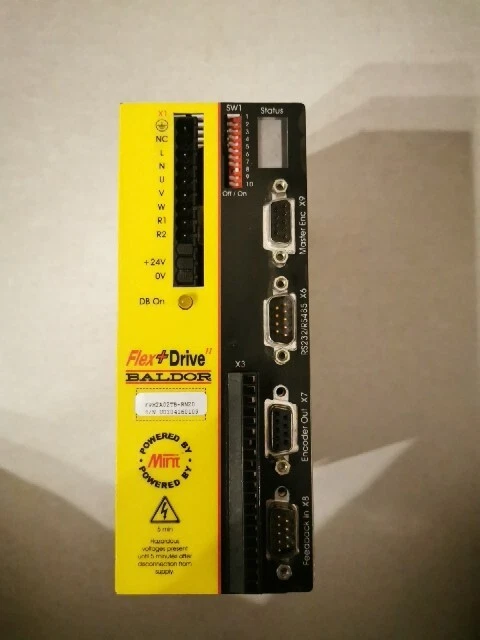 X1
NC
L
N
U
V
W
R1
R2
+24V
0V
DB On
Flex+Drive II
BALDOR
POWERED BY
Mint
POWERED BY
5 min
Hazardous
voltages present
until 5 minutes after
deconnection from
supply.
SW1
1
2
3
4
5
6
7
8
9
10
Off / On
Status
Master Enc X9
RS232/RS485 X6
X3
Encoder Out X7
Feedback in X8